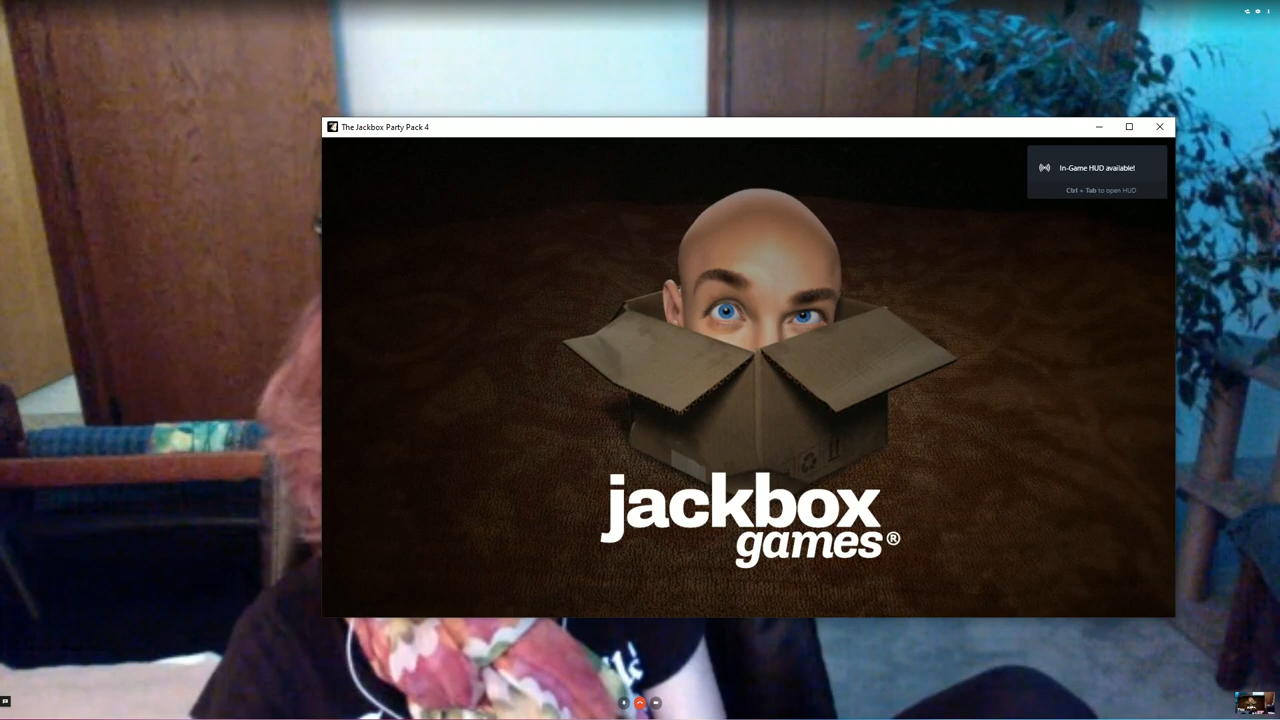 The Jackbox Party Pack 4
In-Game HUD available!
Ctrl + Tab to open HUD
jackbox
games®